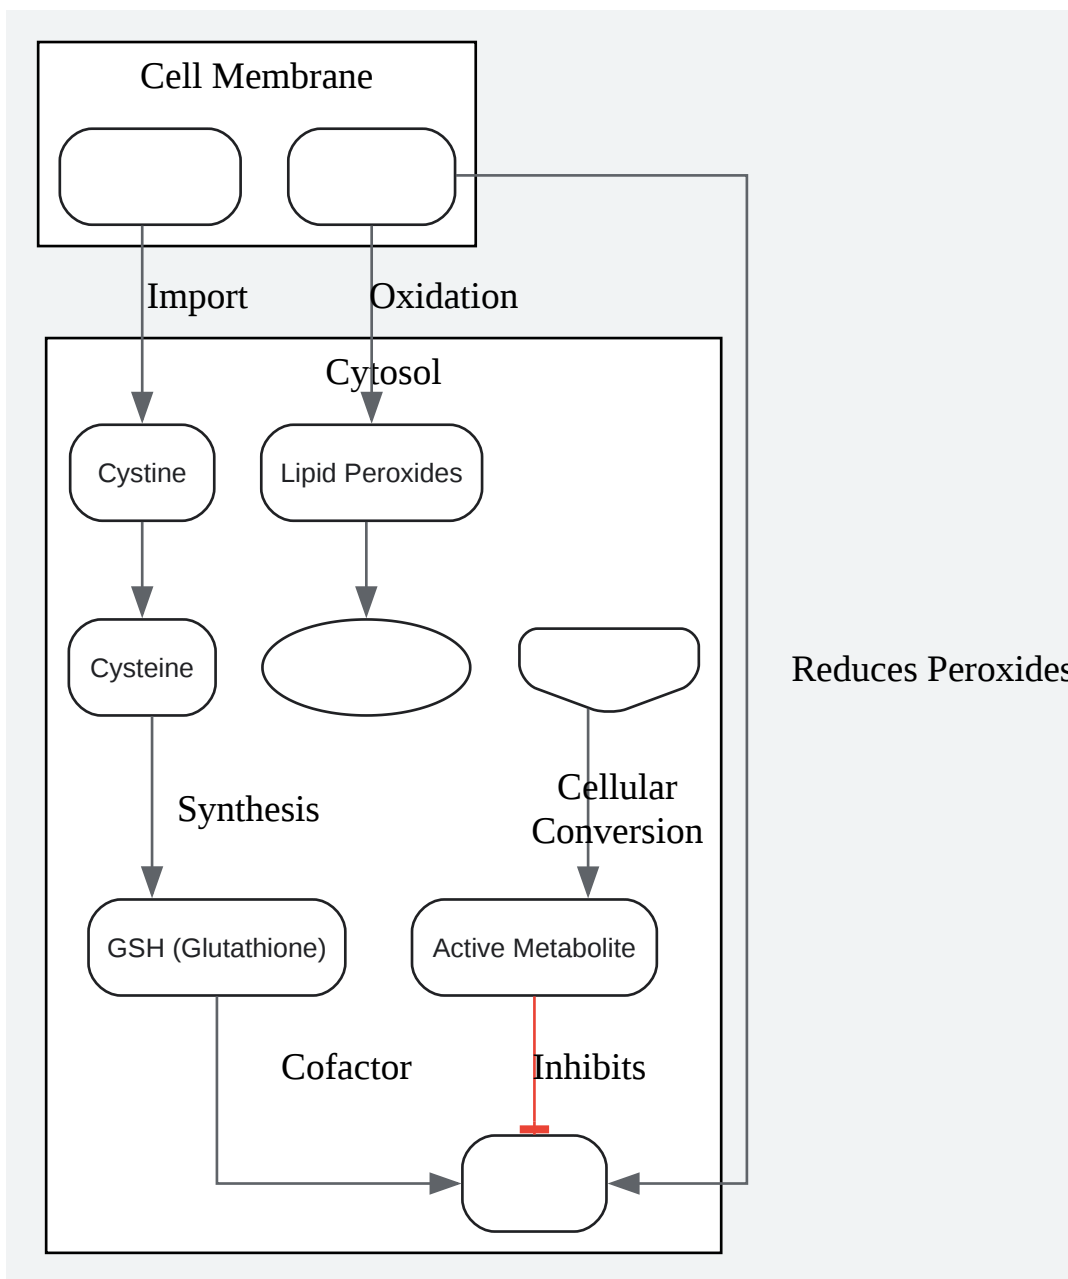 Cell Membrane
Import
Oxidation
Cytosol
Cystine
Lipid Peroxides
Cysteine
Reduces Peroxides
Cellular
Conversion
Synthesis
GSH (Glutathione)
Active Metabolite
Cofactor
Inhibits